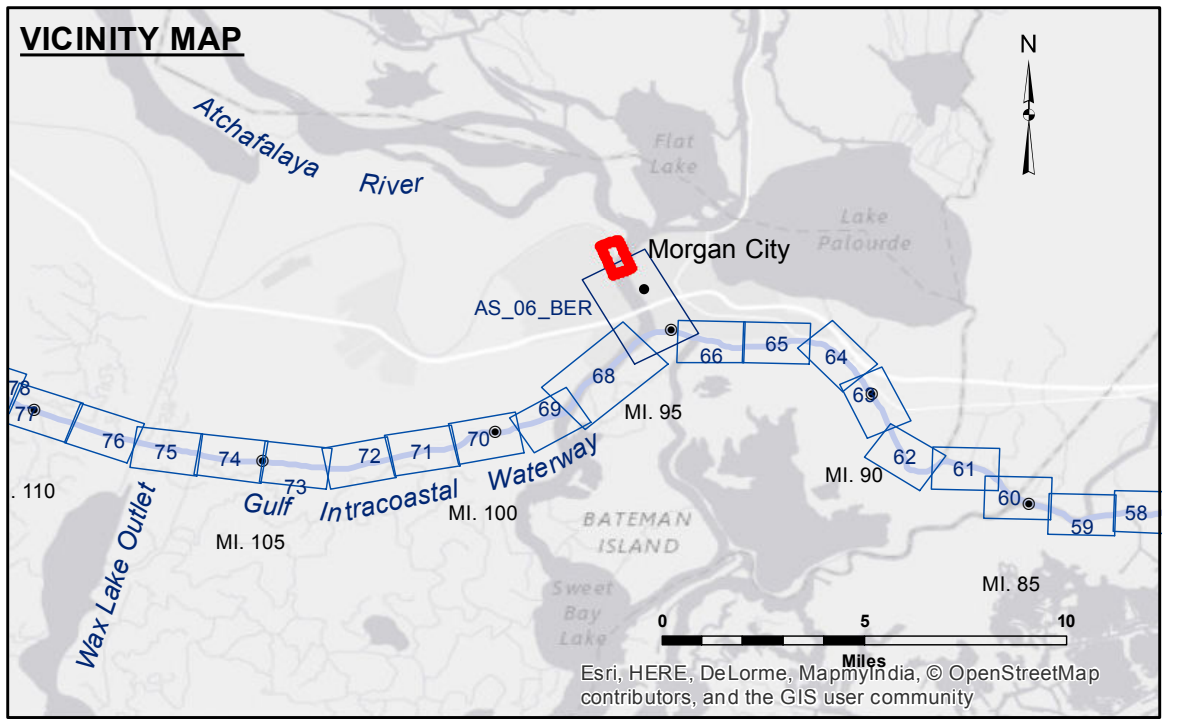 VICINITY MAP
N
Atchafalaya
River
Flat
Lake
Lake
Palourde
Morgan City
AS_06_BER
66
65
64
68
63
69
MI. 95
78
77
76
75
74
73
72
71
70
62
61
60
59
58
. 110
Wax Lake Outlet
Gulf
Intracoastal
Waterway
MI. 105
MI. 100
MI. 90
BATEMAN
ISLAND
MI. 85
Sweet
Bay
Lake
0 5 10
Miles
Esri, HERE, DeLorme, MapmyIndia, © OpenStreetMap
contributors, and the GIS user community